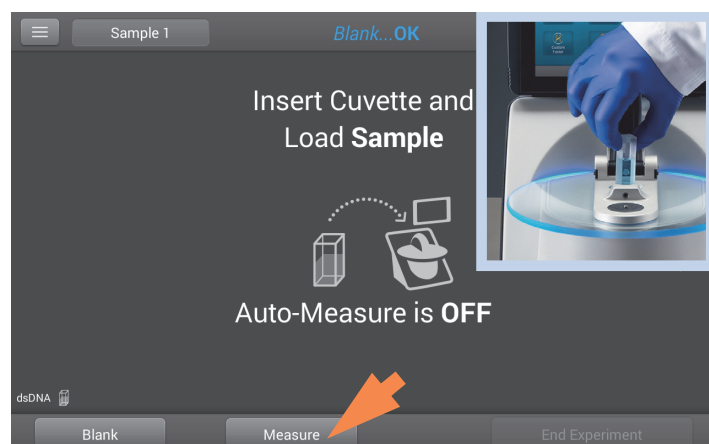 Sample 1
Blank...OK
Insert Cuvette and
Load Sample
Auto-Measure is OFF
dsDNA
Blank
Measure
End Experiment